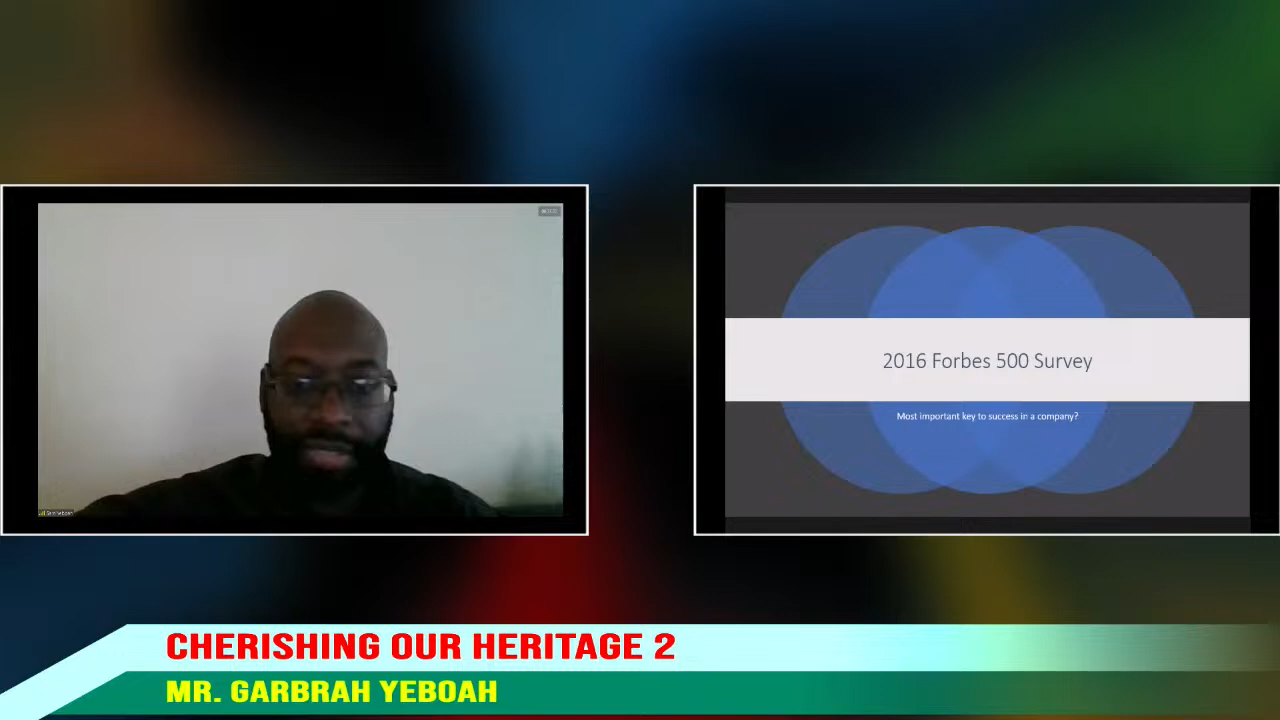 2016 Forbes 500 Survey
Most important key to success in a company?
CHERISHING OUR HERITAGE 2
MR. GARBRAH YEBOAH